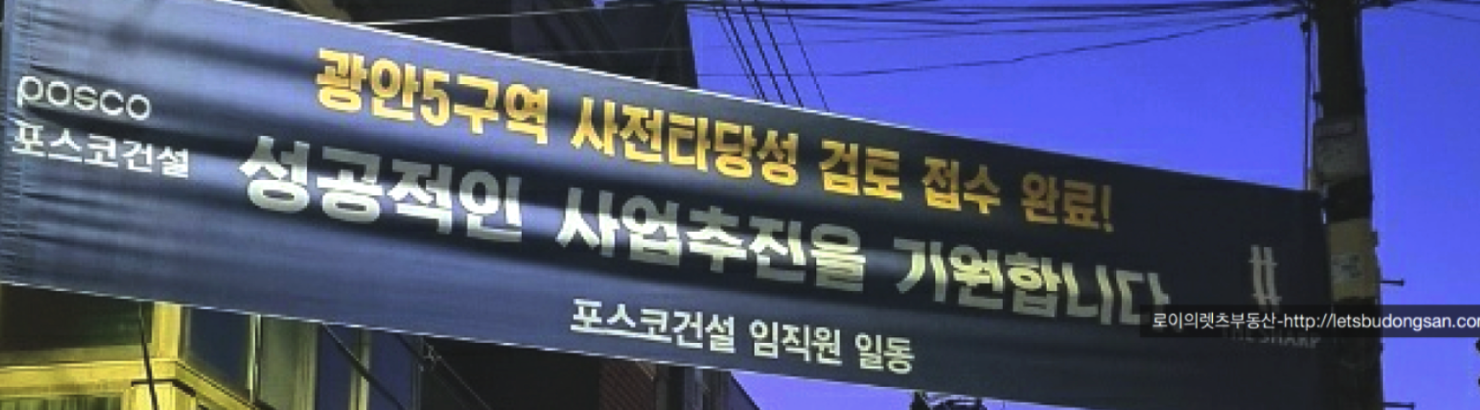 posco
포스코건설
광안5구역 사전타당성 검토 접수 완료!
성공적인 사업추진을 기원합니다
포스코건설 임직원 일동
THE SHARP
로이의렛츠부동산-http://letsbudongsan.com